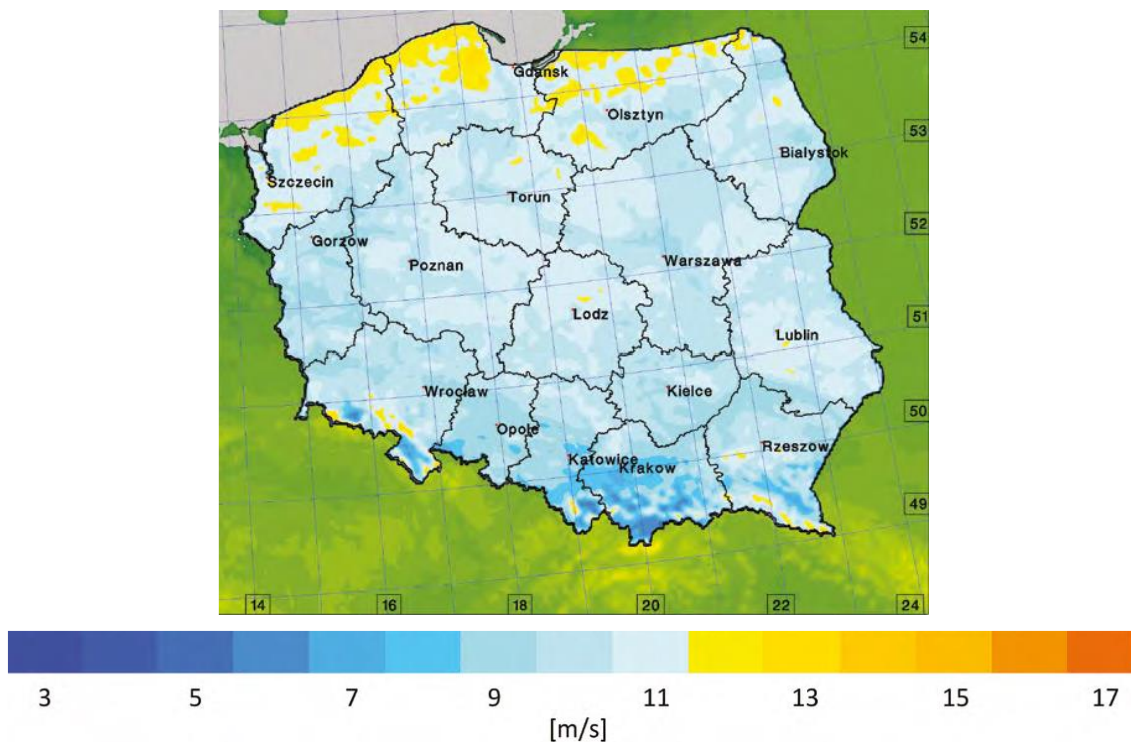 54
Gdansk
Olsztyn
53
Bialystok
Szczecin
Torun
52
Gorzow
Poznan
Warszawa
51
Lodz
Lublin
Wroclaw
Kielce
50
Opole
Rzeszow
Katowice
Krakow
49
14 16 18 20 22 24
3 5 7 9 11 13 15 17
[m/s]